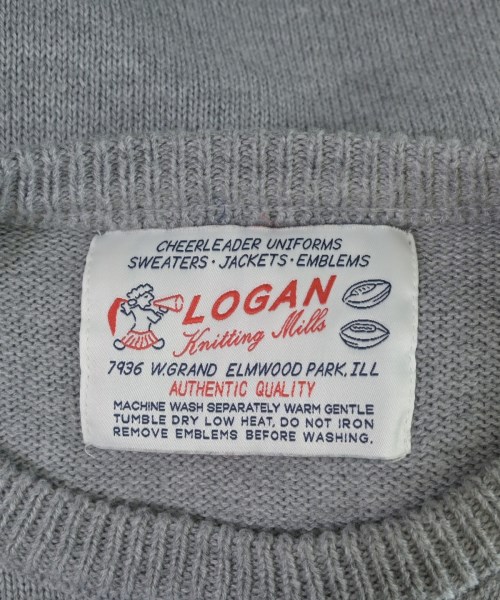 CHEERLEADER UNIFORMS
SWEATERS · JACKETS · EMBLEMS
LOGAN
Knitting Mills
7936 W.GRAND ELMWOOD PARK, ILL
AUTHENTIC QUALITY
MACHINE WASH SEPARATELY WARM GENTLE
TUMBLE DRY LOW HEAT, DO NOT IRON
REMOVE EMBLEMS BEFORE WASHING.